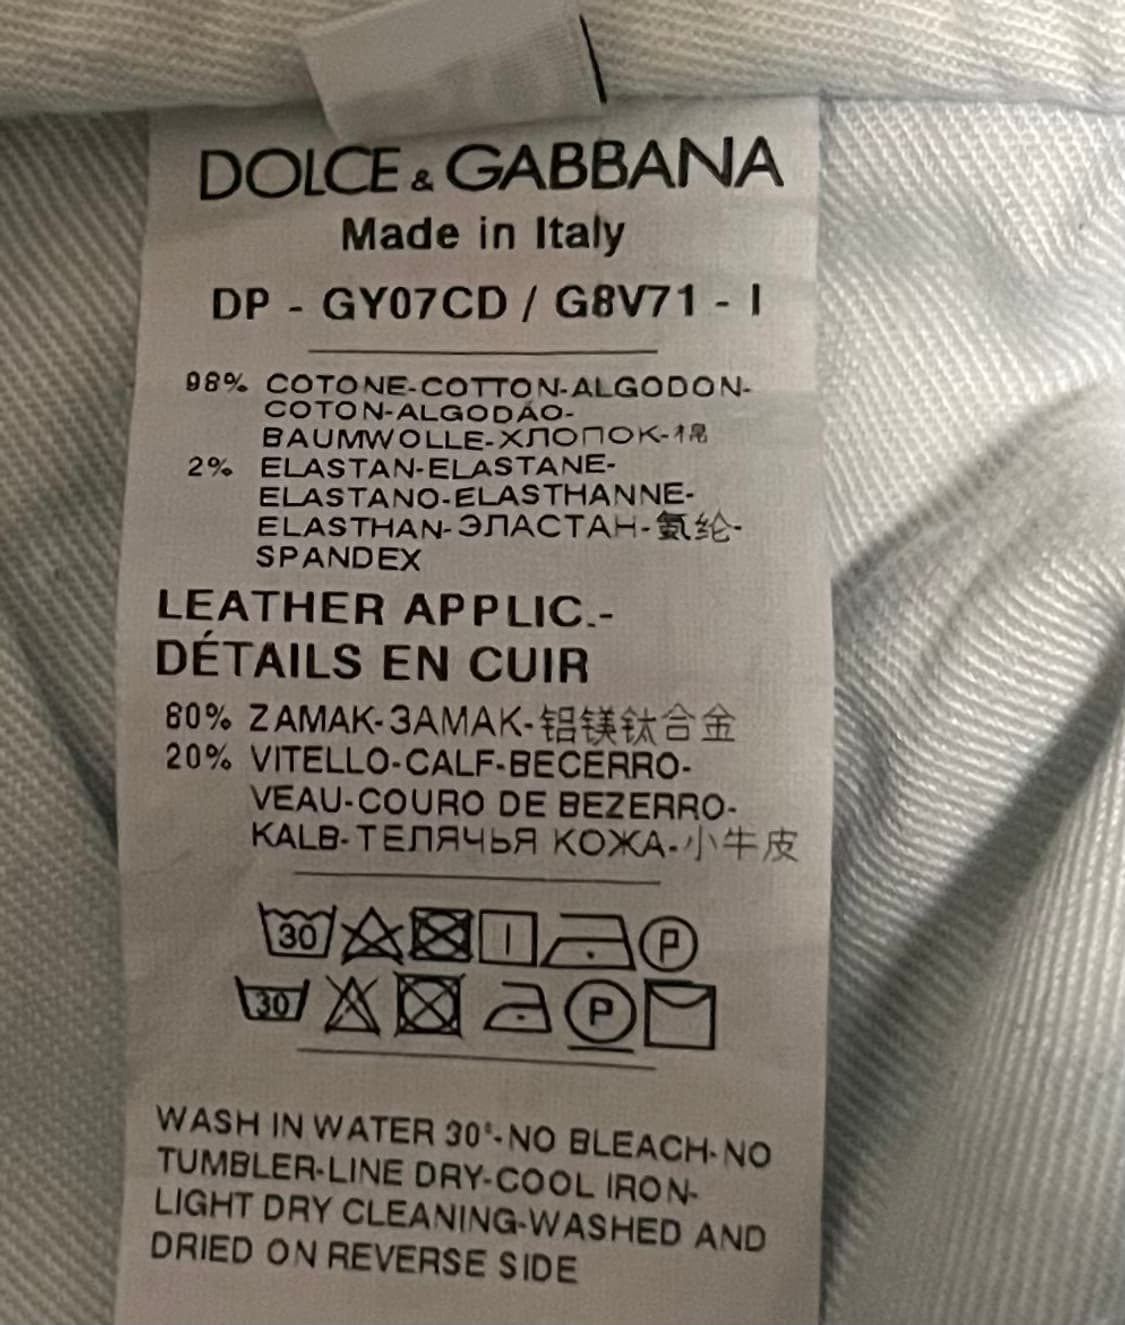 DOLCE & GABBANA
Made in Italy
DP - GY07CD / G8V71 - I
98% COTONE-COTTON-ALGODON-
COTON-ALGODÃO-
BAUMWOLLE-ХЛОПОК-棉
2% ELASTAN-ELASTANE-
ELASTANO-ELASTHANNE-
ELASTHAN-ЭЛАСТАН-氨纶-
SPANDEX
LEATHER APPLIC.-
DÉTAILS EN CUIR
80% ZAMAK-ЗАМАК-铝镁钛合金
20% VITELLO-CALF-BECERRO-
VEAU-COURO DE BEZERRO-
KALB-ТЕЛЯЧЬЯ КОЖА-小牛皮
30 P
30 P
WASH IN WATER 30°-NO BLEACH-NO
TUMBLER-LINE DRY-COOL IRON-
LIGHT DRY CLEANING-WASHED AND
DRIED ON REVERSE SIDE